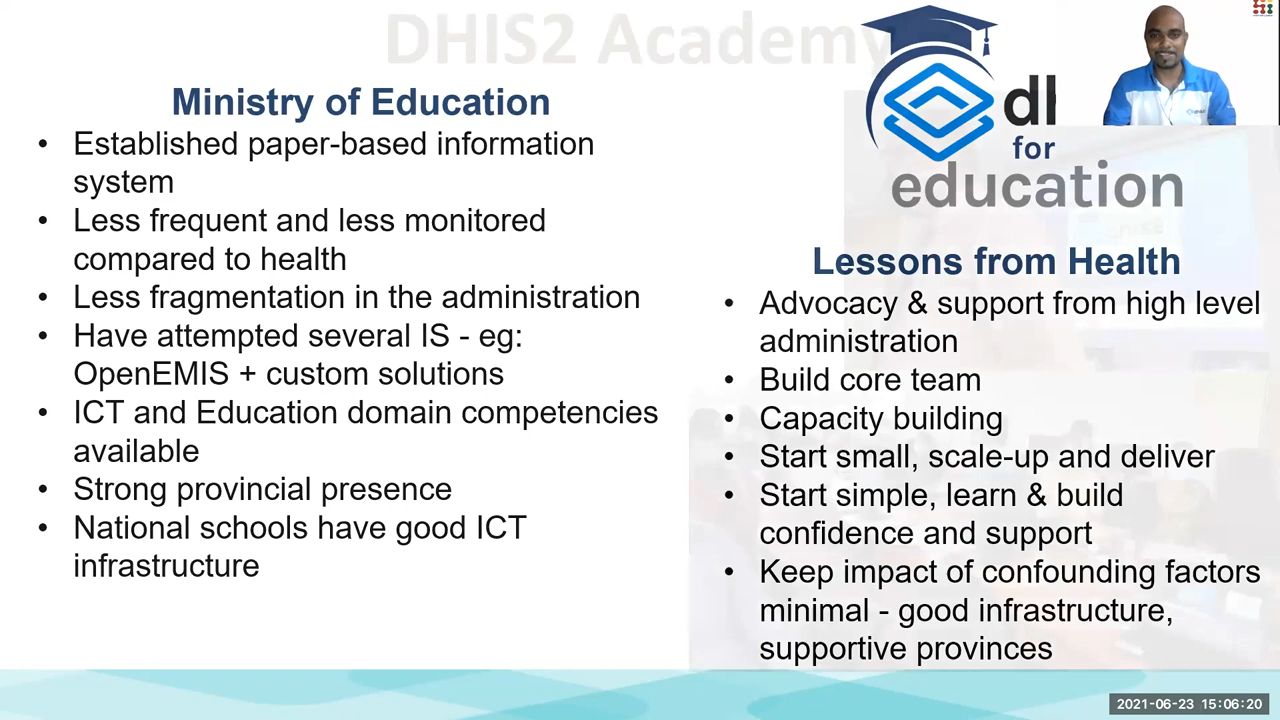 DHIS2 Academy
Ministry of Education
• Established paper-based information
system
• Less frequent and less monitored
compared to health
• Less fragmentation in the administration
• Have attempted several IS - eg:
OpenEMIS + custom solutions
• ICT and Education domain competencies
available
• Strong provincial presence
• National schools have good ICT
infrastructure
for
education
Lessons from Health
• Advocacy & support from high level
administration
• Build core team
• Capacity building
• Start small, scale-up and deliver
• Start simple, learn & build
confidence and support
• Keep impact of confounding factors
minimal - good infrastructure,
supportive provinces
2021-06-23 15:06:20